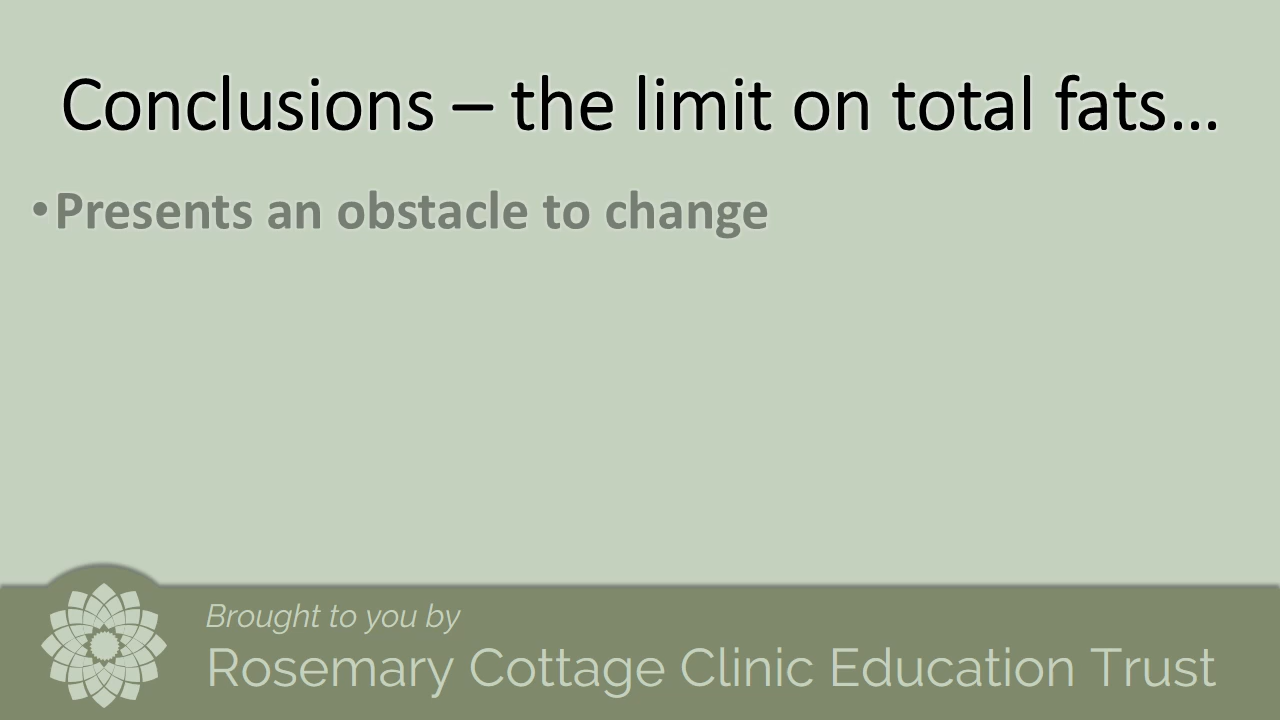 Conclusions – the limit on total fats…
•Presents an obstacle to change
Brought to you by
Rosemary Cottage Clinic Education Trust